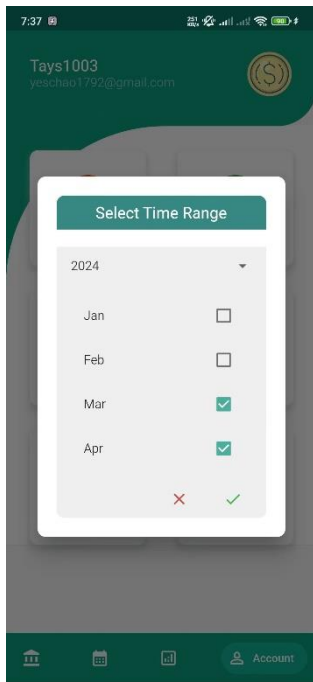 7:37
Tays1003
yeschao1792@gmail.com
Select Time Range
2024
Jan
Feb
Mar
Apr
Account